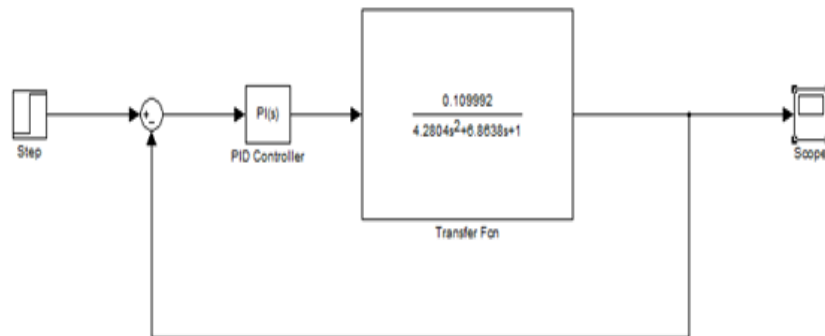 Step
+
−
PI(s)
PID Controller
0.109992
4.2804s²+6.8638s+1
Transfer Fcn
Scope